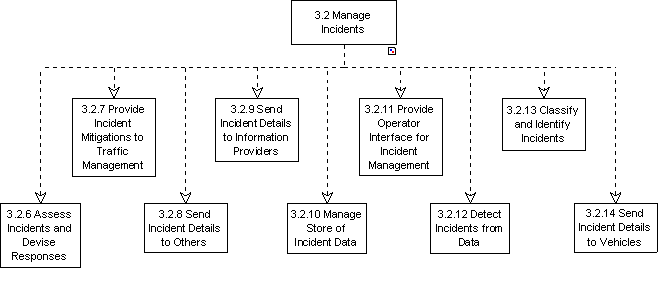 3.2 Manage
Incidents
3.2.7 Provide
Incident
Mitigations to
Traffic
Management
3.2.9 Send
Incident Details
to Information
Providers
3.2.11 Provide
Operator
Interface for
Incident
Management
3.2.13 Classify
and Identify
Incidents
3.2.6 Assess
Incidents and
Devise
Responses
3.2.8 Send
Incident Details
to Others
3.2.10 Manage
Store of
Incident Data
3.2.12 Detect
Incidents from
Data
3.2.14 Send
Incident Details
to Vehicles